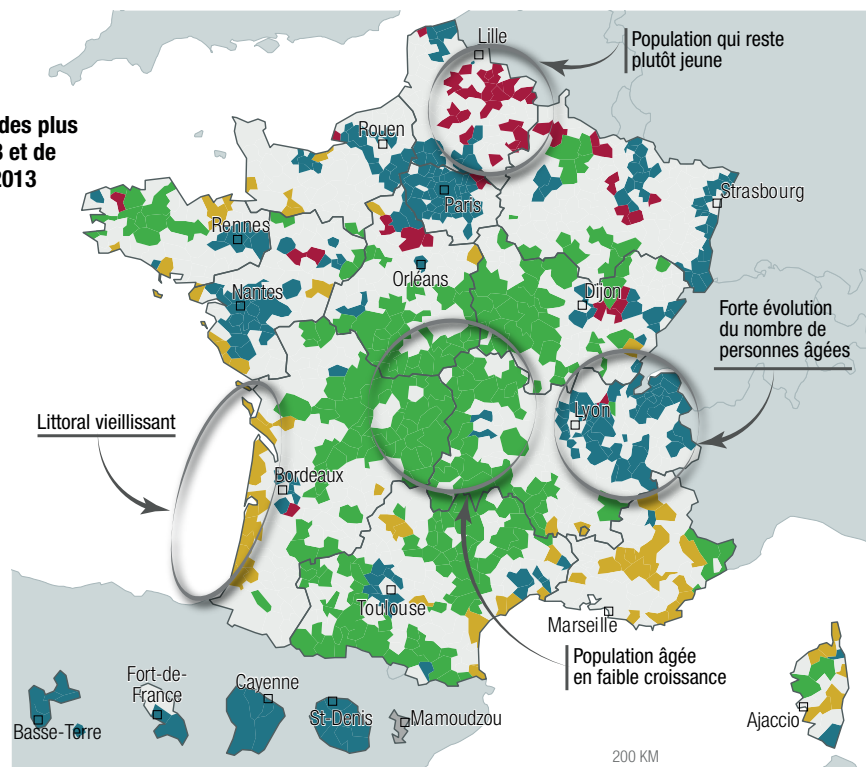 des plus
3 et de
2013
Lille
Population qui reste
plutôt jeune
Rouen
Paris
Strasbourg
Rennes
Orléans
Nantes
Dijon
Forte évolution
du nombre de
personnes âgées
Littoral vieillissant
Lyon
Bordeaux
Toulouse
Marseille
Population âgée
en faible croissance
Fort-de-
France
Cayenne
Basse-Terre
St-Denis
Mamoudzou
Ajaccio
200 KM